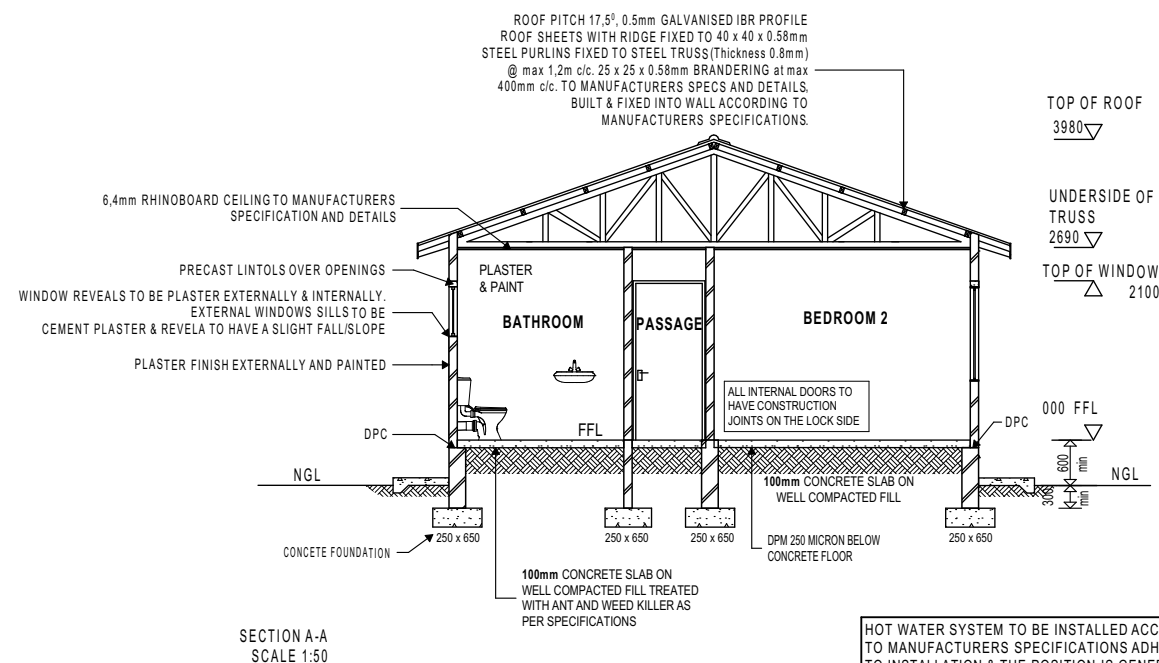 ROOF PITCH 17,5⁰, 0.5mm GALVANISED IBR PROFILE
ROOF SHEETS WITH RIDGE FIXED TO 40 x 40 x 0.58mm
STEEL PURLINS FIXED TO STEEL TRUSS(Thickness 0.8mm)
@ max 1,2m c/c. 25 x 25 x 0.58mm BRANDERING at max
400mm c/c. TO MANUFACTURERS SPECS AND DETAILS,
BUILT & FIXED INTO WALL ACCORDING TO
MANUFACTURERS SPECIFICATIONS.
TOP OF ROOF
3980
6,4mm RHINOBOARD CEILING TO MANUFACTURERS
SPECIFICATION AND DETAILS
UNDERSIDE OF
TRUSS
2690
PRECAST LINTOLS OVER OPENINGS
PLASTER
& PAINT
TOP OF WINDOW
2100
WINDOW REVEALS TO BE PLASTER EXTERNALLY & INTERNALLY.
EXTERNAL WINDOWS SILLS TO BE
CEMENT PLASTER & REVELA TO HAVE A SLIGHT FALL/SLOPE
BATHROOM
PASSAGE
BEDROOM 2
PLASTER FINISH EXTERNALLY AND PAINTED
ALL INTERNAL DOORS TO
HAVE CONSTRUCTION
JOINTS ON THE LOCK SIDE
000 FFL
DPC
FFL
DPC
600
min
NGL
NGL
300
min
100mm CONCRETE SLAB ON
WELL COMPACTED FILL
250 x 650
250 x 650
250 x 650
250 x 650
CONCETE FOUNDATION
DPM 250 MICRON BELOW
CONCRETE FLOOR
100mm CONCRETE SLAB ON
WELL COMPACTED FILL TREATED
WITH ANT AND WEED KILLER AS
PER SPECIFICATIONS
SECTION A-A
SCALE 1:50
HOT WATER SYSTEM TO BE INSTALLED ACC
TO MANUFACTURERS SPECIFICATIONS ADH